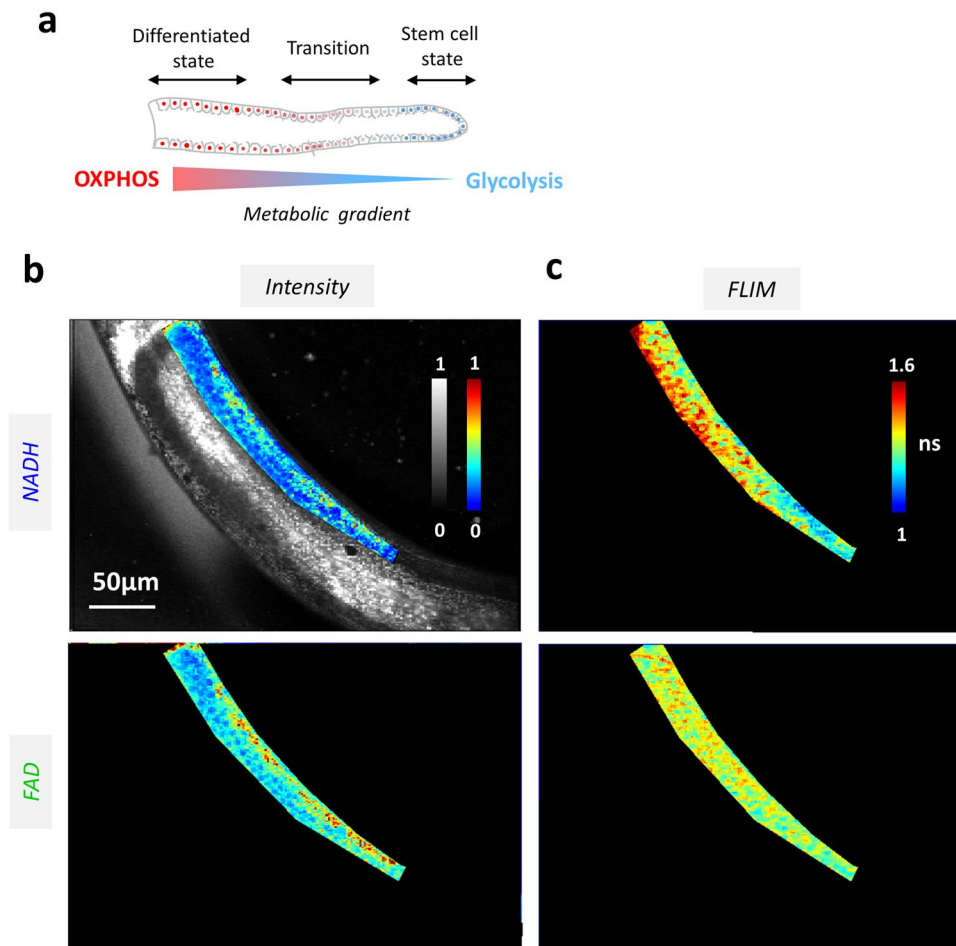 a
Differentiated
state
Transition
Stem cell
state
OXPHOS
Glycolysis
Metabolic gradient
b
Intensity
c
FLIM
NADH
1 1
0 0
50μm
1.6
ns
1
FAD